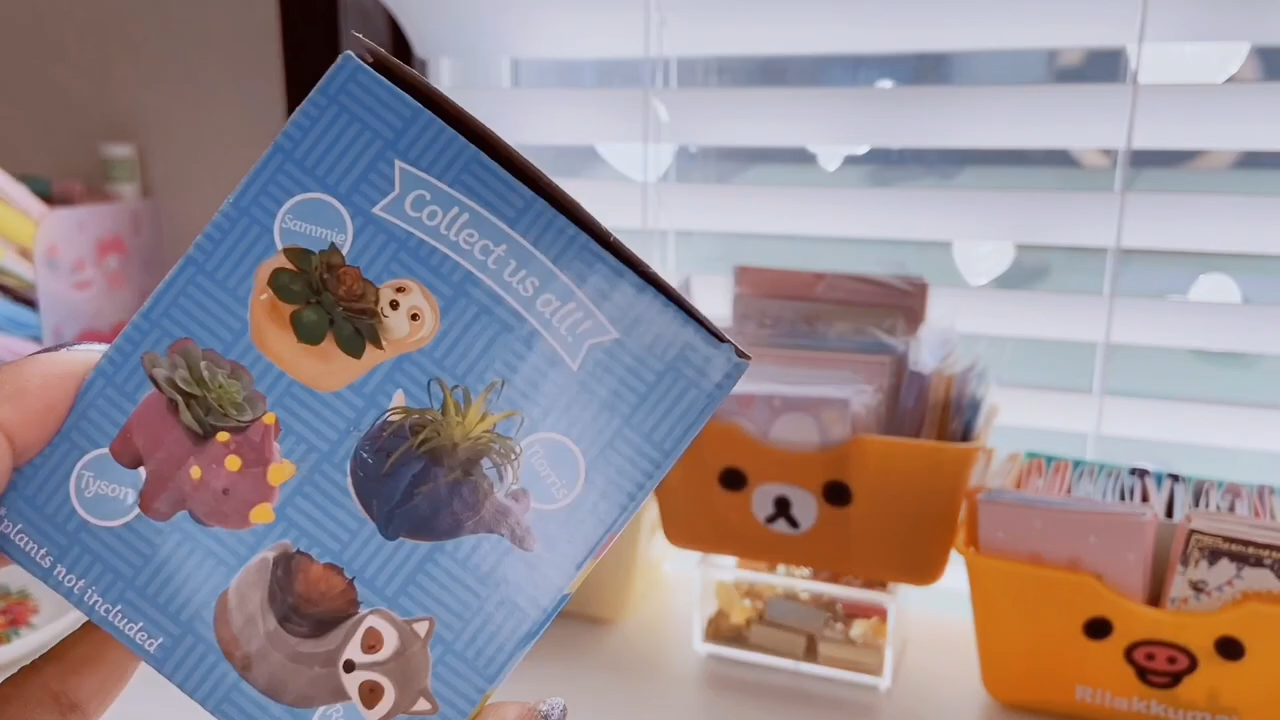 Collect us all!
Sammie
Norris
Tyson
*plants not included
Rilakkuma